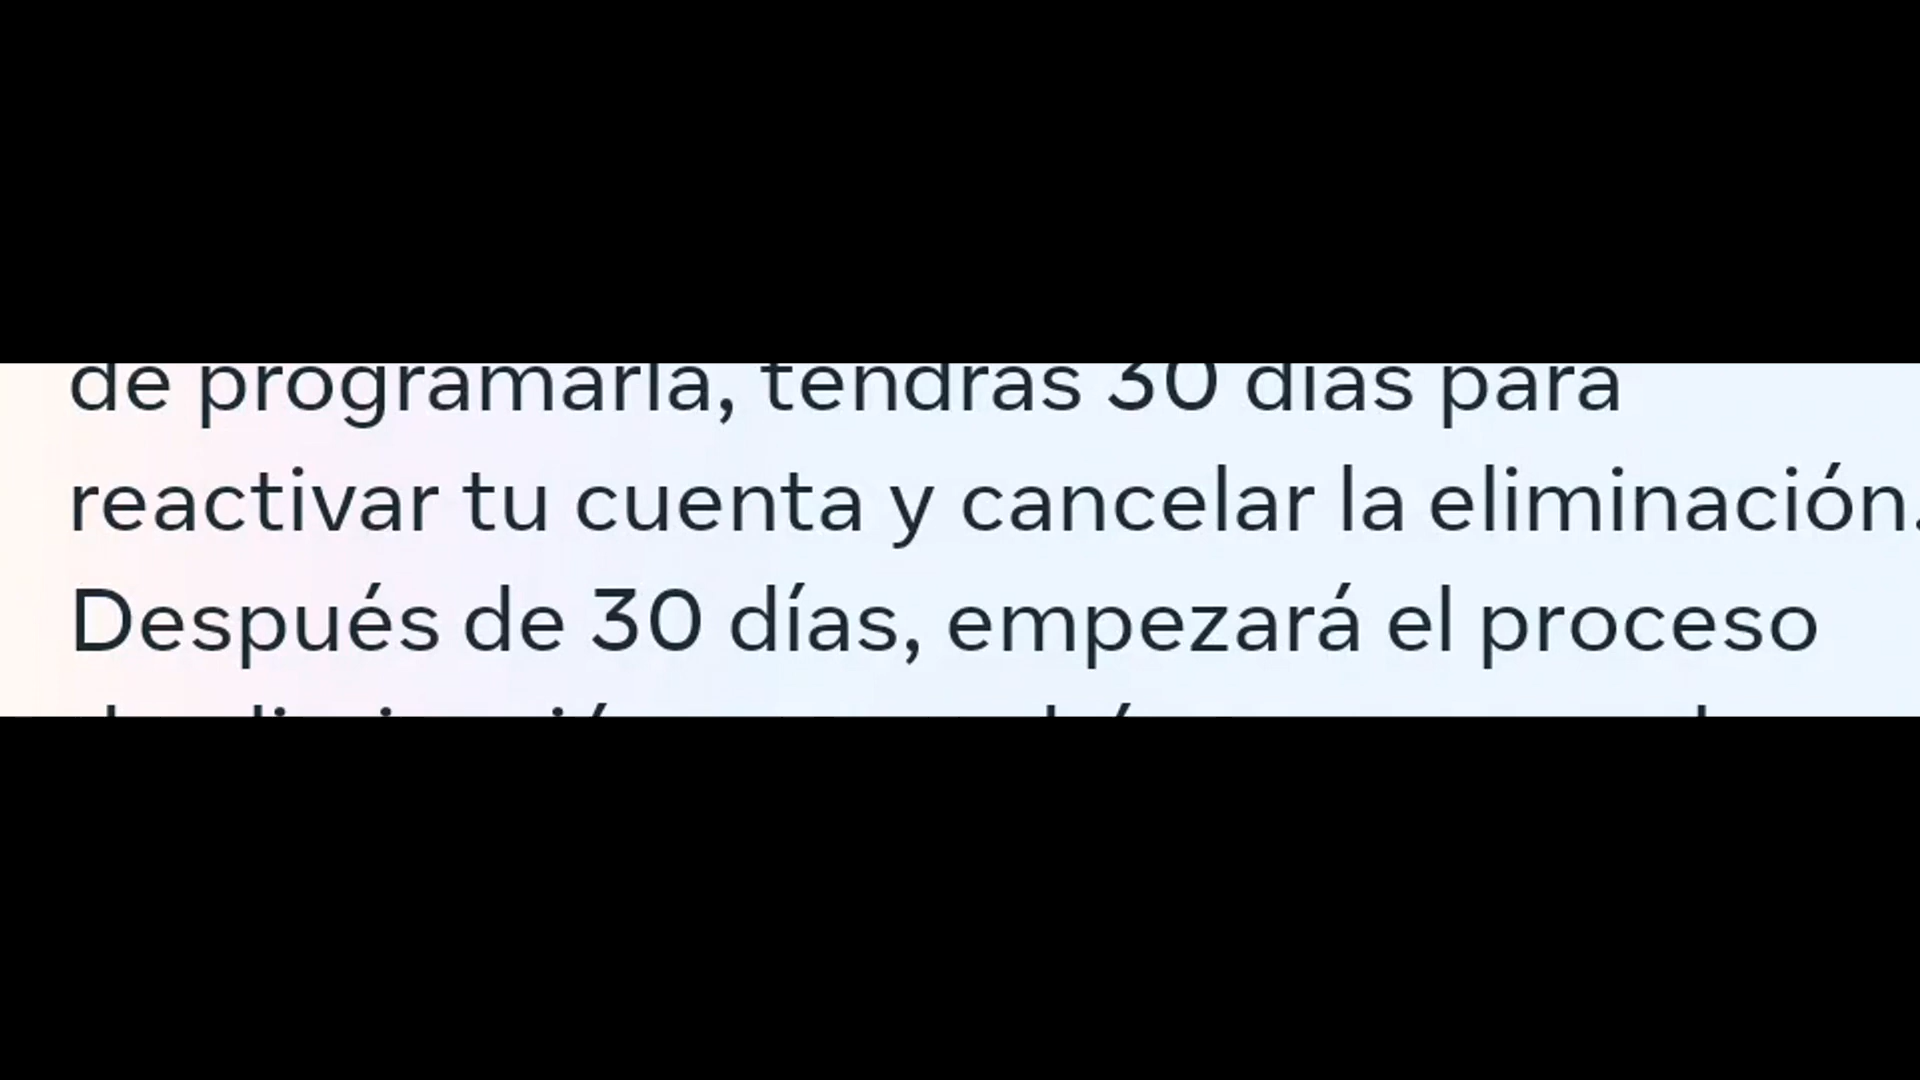 de programarla, tendrás 30 días para
reactivar tu cuenta y cancelar la eliminación.
Después de 30 días, empezará el proceso